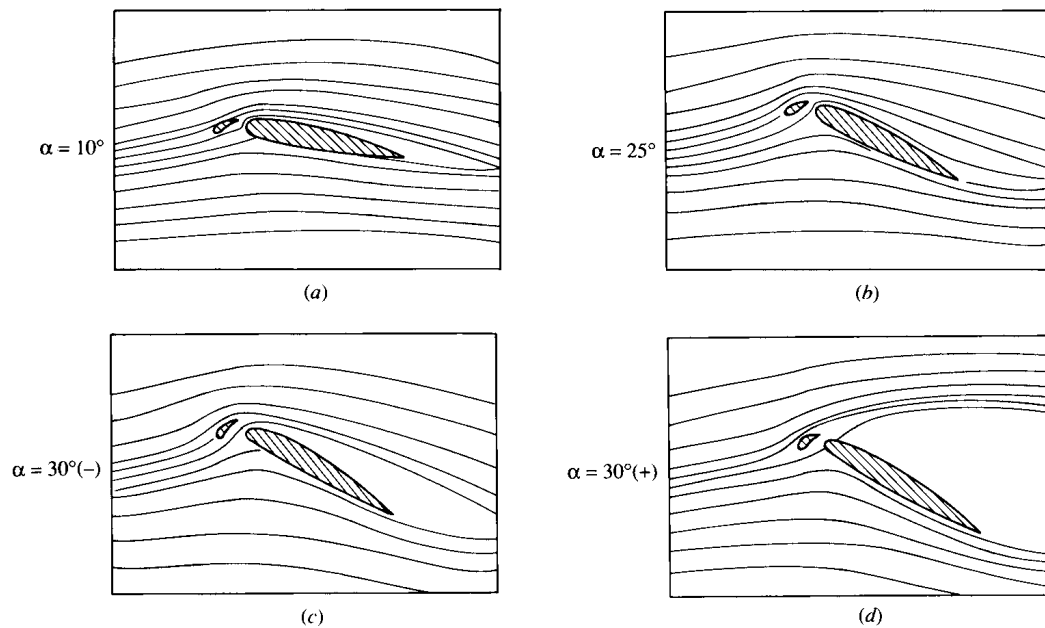 α = 10°
(a)
α = 25°
(b)
α = 30°(–)
(c)
α = 30°(+)
(d)